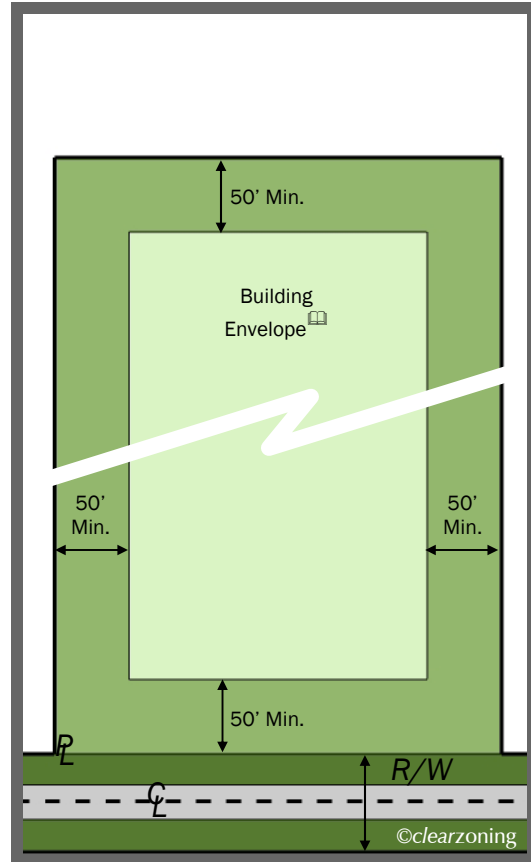 50’ Min.
Building
Envelope
50’
Min.
50’
Min.
50’ Min.
PL
R/W
CL
©clearzoning